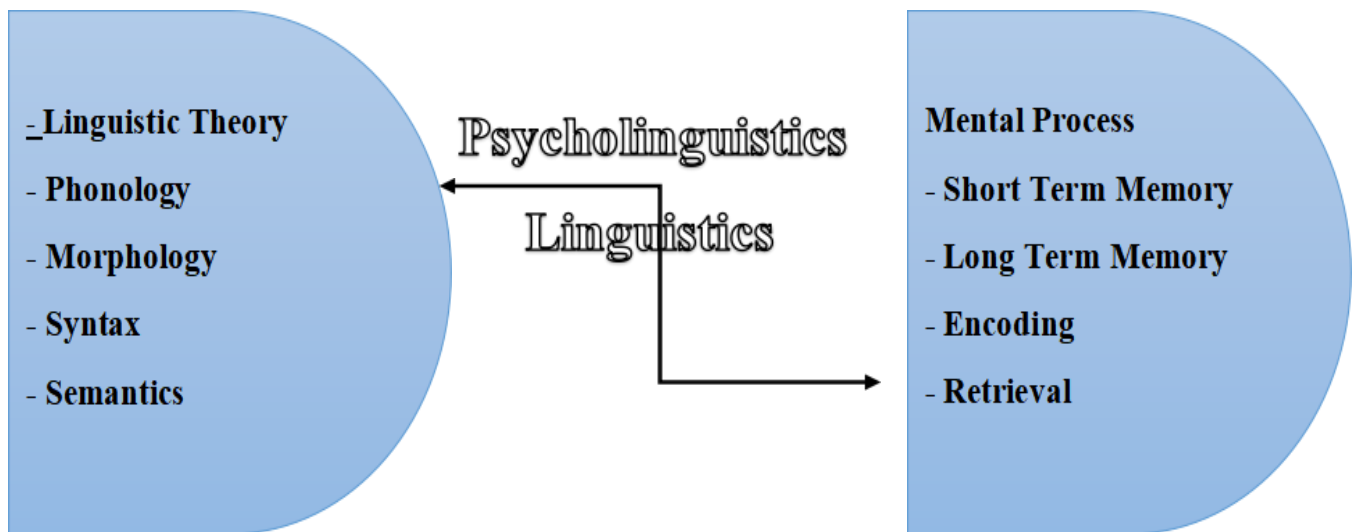 - Linguistic Theory
- Phonology
- Morphology
- Syntax
- Semantics
Psycholinguistics
Linguistics
Mental Process
- Short Term Memory
- Long Term Memory
- Encoding
- Retrieval